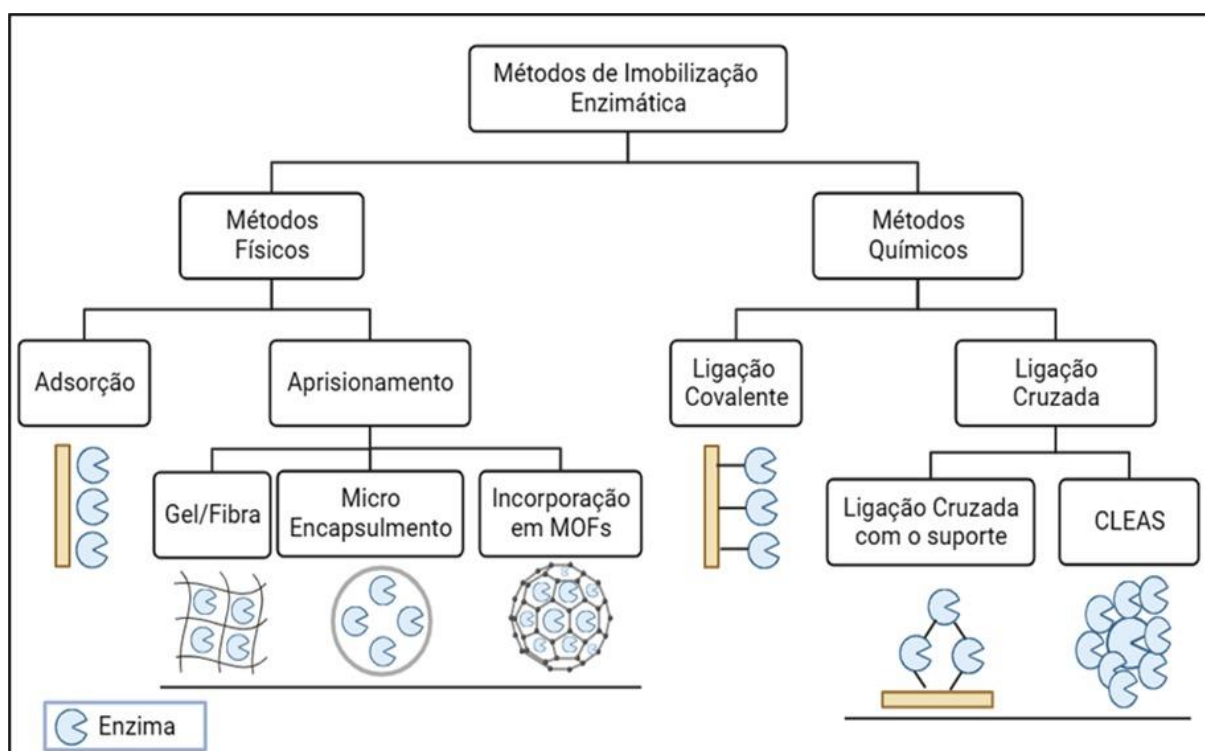 Métodos de Imobilização
Enzimática
Métodos
Físicos
Métodos
Químicos
Adsorção
Aprisionamento
Ligação
Covalente
Ligação
Cruzada
Gel/Fibra
Micro
Encapsulmento
Incorporação
em MOFs
Ligação Cruzada
com o suporte
CLEAS
Enzima